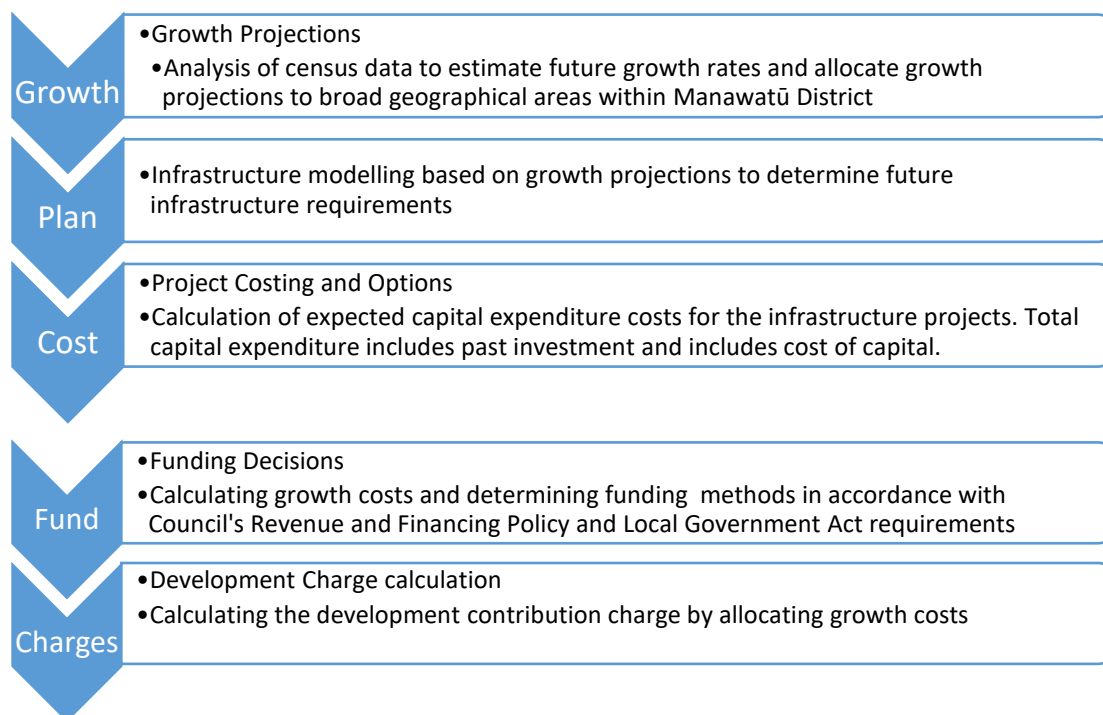 Growth
•Growth Projections
•Analysis of census data to estimate future growth rates and allocate growth
projections to broad geographical areas within Manawatū District
Plan
•Infrastructure modelling based on growth projections to determine future
infrastructure requirements
Cost
•Project Costing and Options
•Calculation of expected capital expenditure costs for the infrastructure projects. Total
capital expenditure includes past investment and includes cost of capital.
Fund
•Funding Decisions
•Calculating growth costs and determining funding methods in accordance with
Council's Revenue and Financing Policy and Local Government Act requirements
Charges
•Development Charge calculation
•Calculating the development contribution charge by allocating growth costs